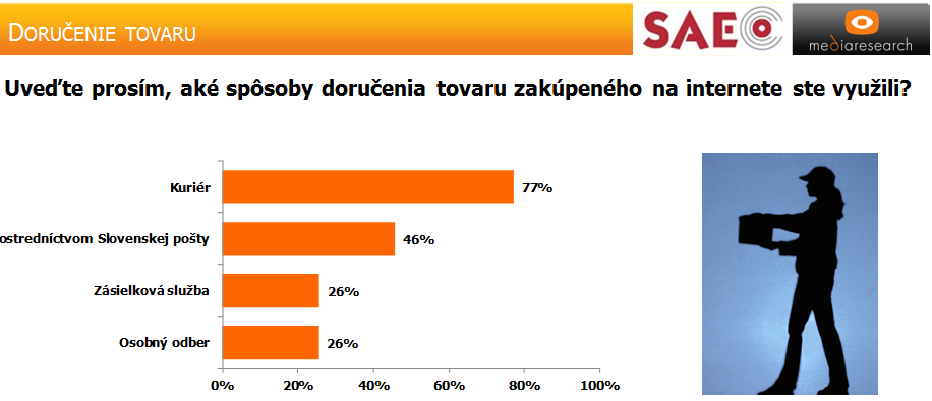 DORUČENIE TOVARU
SAEC
mediaresearch
Uveďte prosím, aké spôsoby doručenia tovaru zakúpeného na internete ste využili?
Kuriér 77%
ostredníctvom Slovenskej pošty 46%
Zásielková služba 26%
Osobný odber 26%
0% 20% 40% 60% 80% 100%